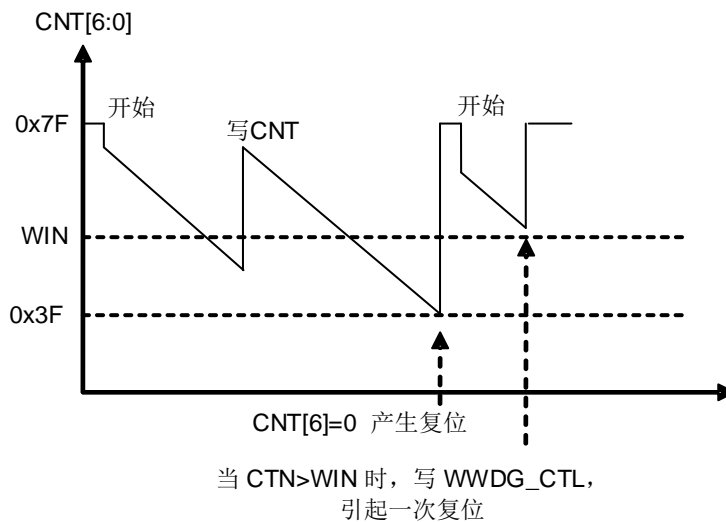 CNT[6:0]
开始
开始
0x7F
写CNT
WIN
0x3F
CNT[6]=0 产生复位
当 CTN>WIN 时，写 WWDG_CTL，
引起一次复位